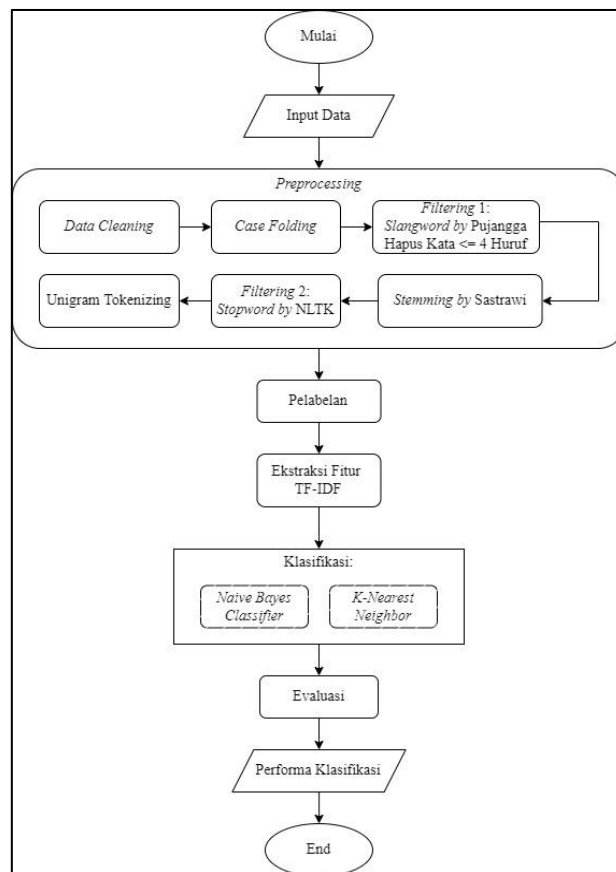 Mulai
Input Data
Preprocessing
Data Cleaning
Case Folding
Filtering 1:
Slangword by Pujangga
Hapus Kata <= 4 Huruf
Stemming by Sastrawi
Filtering 2:
Stopword by NLTK
Unigram Tokenizing
Pelabelan
Ekstraksi Fitur
TF-IDF
Klasifikasi:
Naive Bayes
Classifier
K-Nearest
Neighbor
Evaluasi
Performa Klasifikasi
End